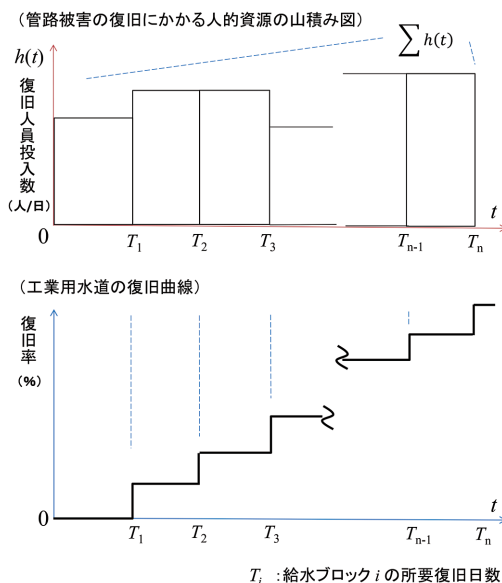 （管路被害の復旧にかかる人的資源の山積み図）
∑ h(t)
h(t)
復旧人員投入数
(人/日)
0
T1 T2 T3 Tn-1 Tn
t
（工業用水道の復旧曲線）
復旧率
(%)
0
T1 T2 T3 Tn-1 Tn
t
Ti ：給水ブロック i の所要復旧日数